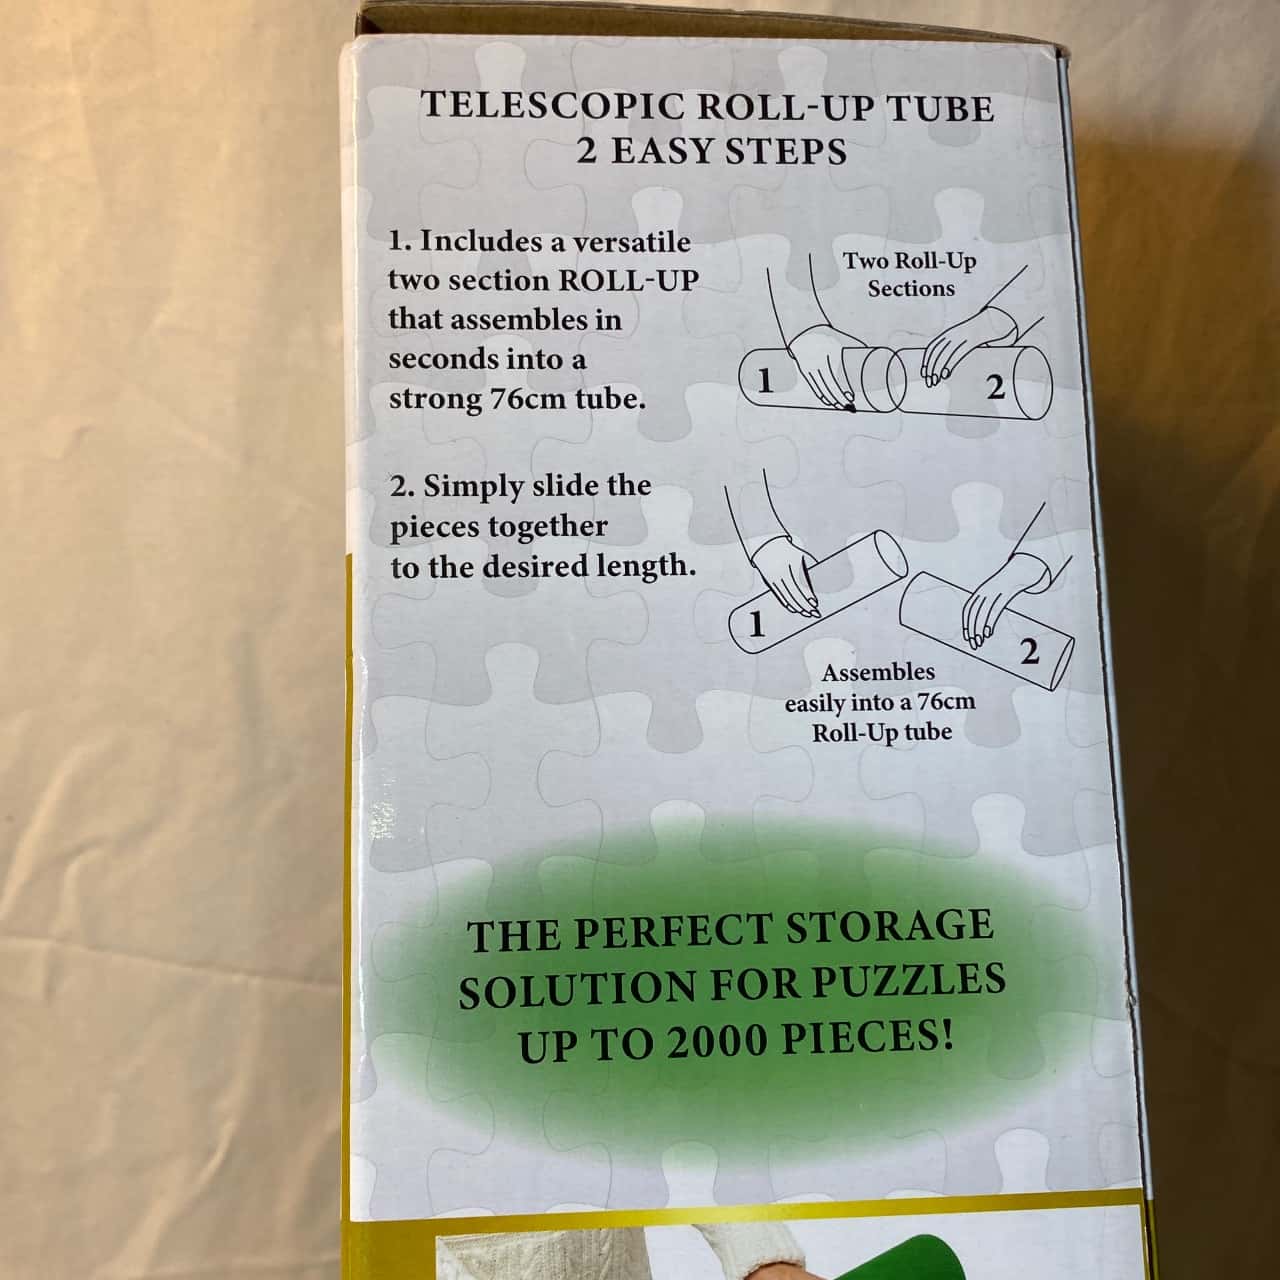 TELESCOPIC ROLL-UP TUBE
2 EASY STEPS
1. Includes a versatile
two section ROLL-UP
that assembles in
seconds into a
strong 76cm tube.
Two Roll-Up
Sections
1
2
2. Simply slide the
pieces together
to the desired length.
1
2
Assembles
easily into a 76cm
Roll-Up tube
THE PERFECT STORAGE
SOLUTION FOR PUZZLES
UP TO 2000 PIECES!